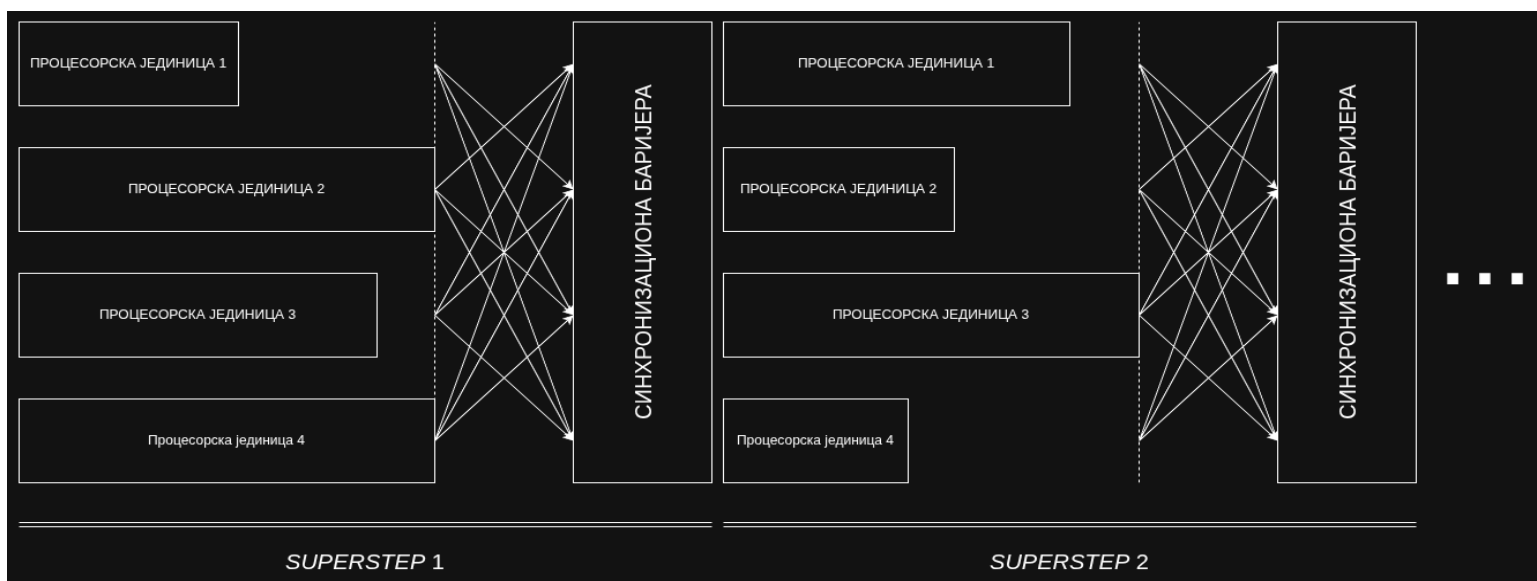 ПРОЦЕСОРСКА ЈЕДИНИЦА 1
ПРОЦЕСОРСКА ЈЕДИНИЦА 2
ПРОЦЕСОРСКА ЈЕДИНИЦА 3
Процесорска јединица 4
СИНХРОНИЗАЦИОНА БАРИЈЕРА
SUPERSTEP 1
ПРОЦЕСОРСКА ЈЕДИНИЦА 1
ПРОЦЕСОРСКА ЈЕДИНИЦА 2
ПРОЦЕСОРСКА ЈЕДИНИЦА 3
Процесорска јединица 4
СИНХРОНИЗАЦИОНА БАРИЈЕРА
SUPERSTEP 2
...